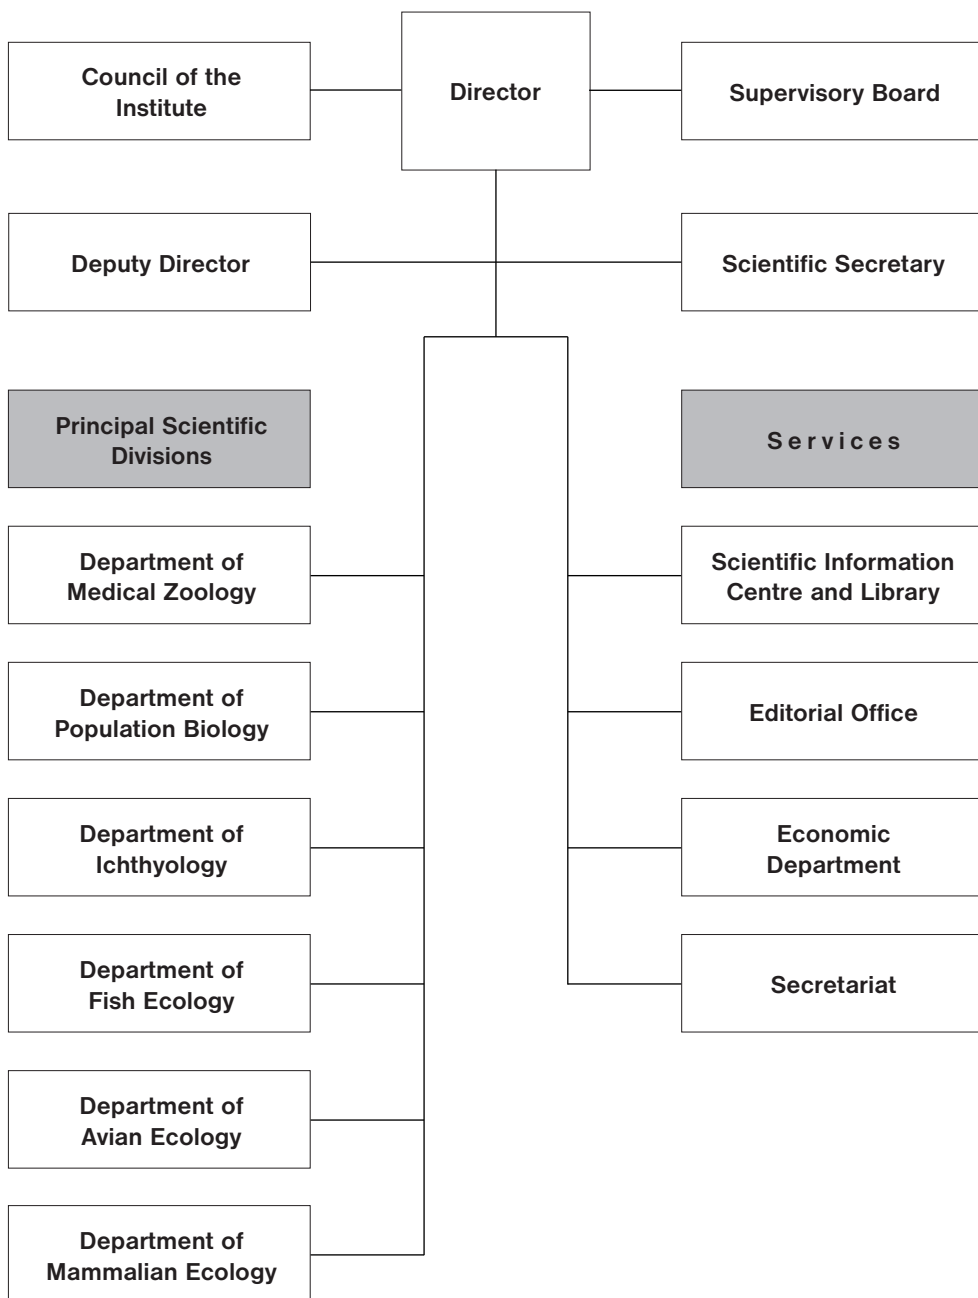 Council of the
Institute
Director
Supervisory Board
Deputy Director
Scientific Secretary
Principal Scientific
Divisions
Services
Department of
Medical Zoology
Scientific Information
Centre and Library
Department of
Population Biology
Editorial Office
Department of
Ichthyology
Economic
Department
Department of
Fish Ecology
Secretariat
Department of
Avian Ecology
Department of
Mammalian Ecology